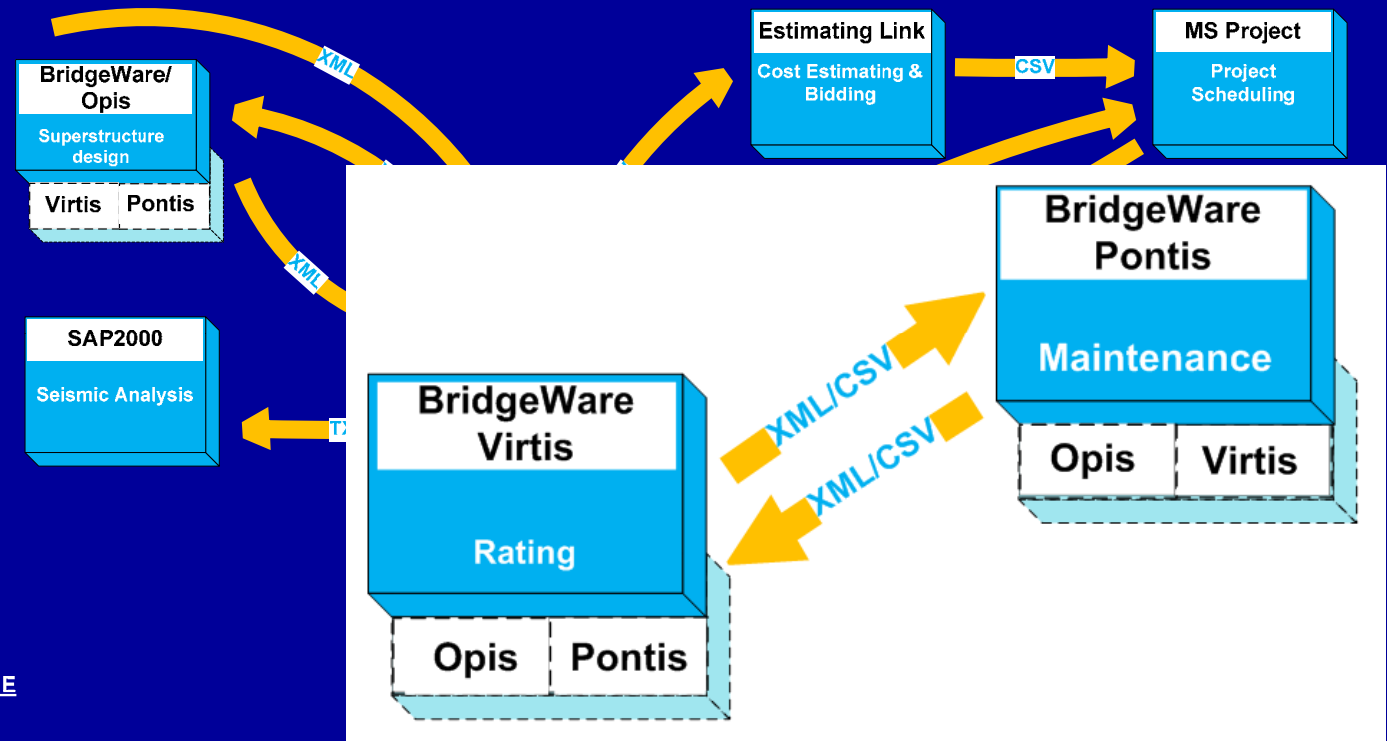 XML
BridgeWare/
Opis
Superstructure
design
Virtis
Pontis
XML
SAP2000
Seismic Analysis
Estimating Link
Cost Estimating &
Bidding
CSV
MS Project
Project
Scheduling
BridgeWare
Pontis
Maintenance
Opis
Virtis
XML/CSV
XML/CSV
BridgeWare
Virtis
Rating
Opis
Pontis
E